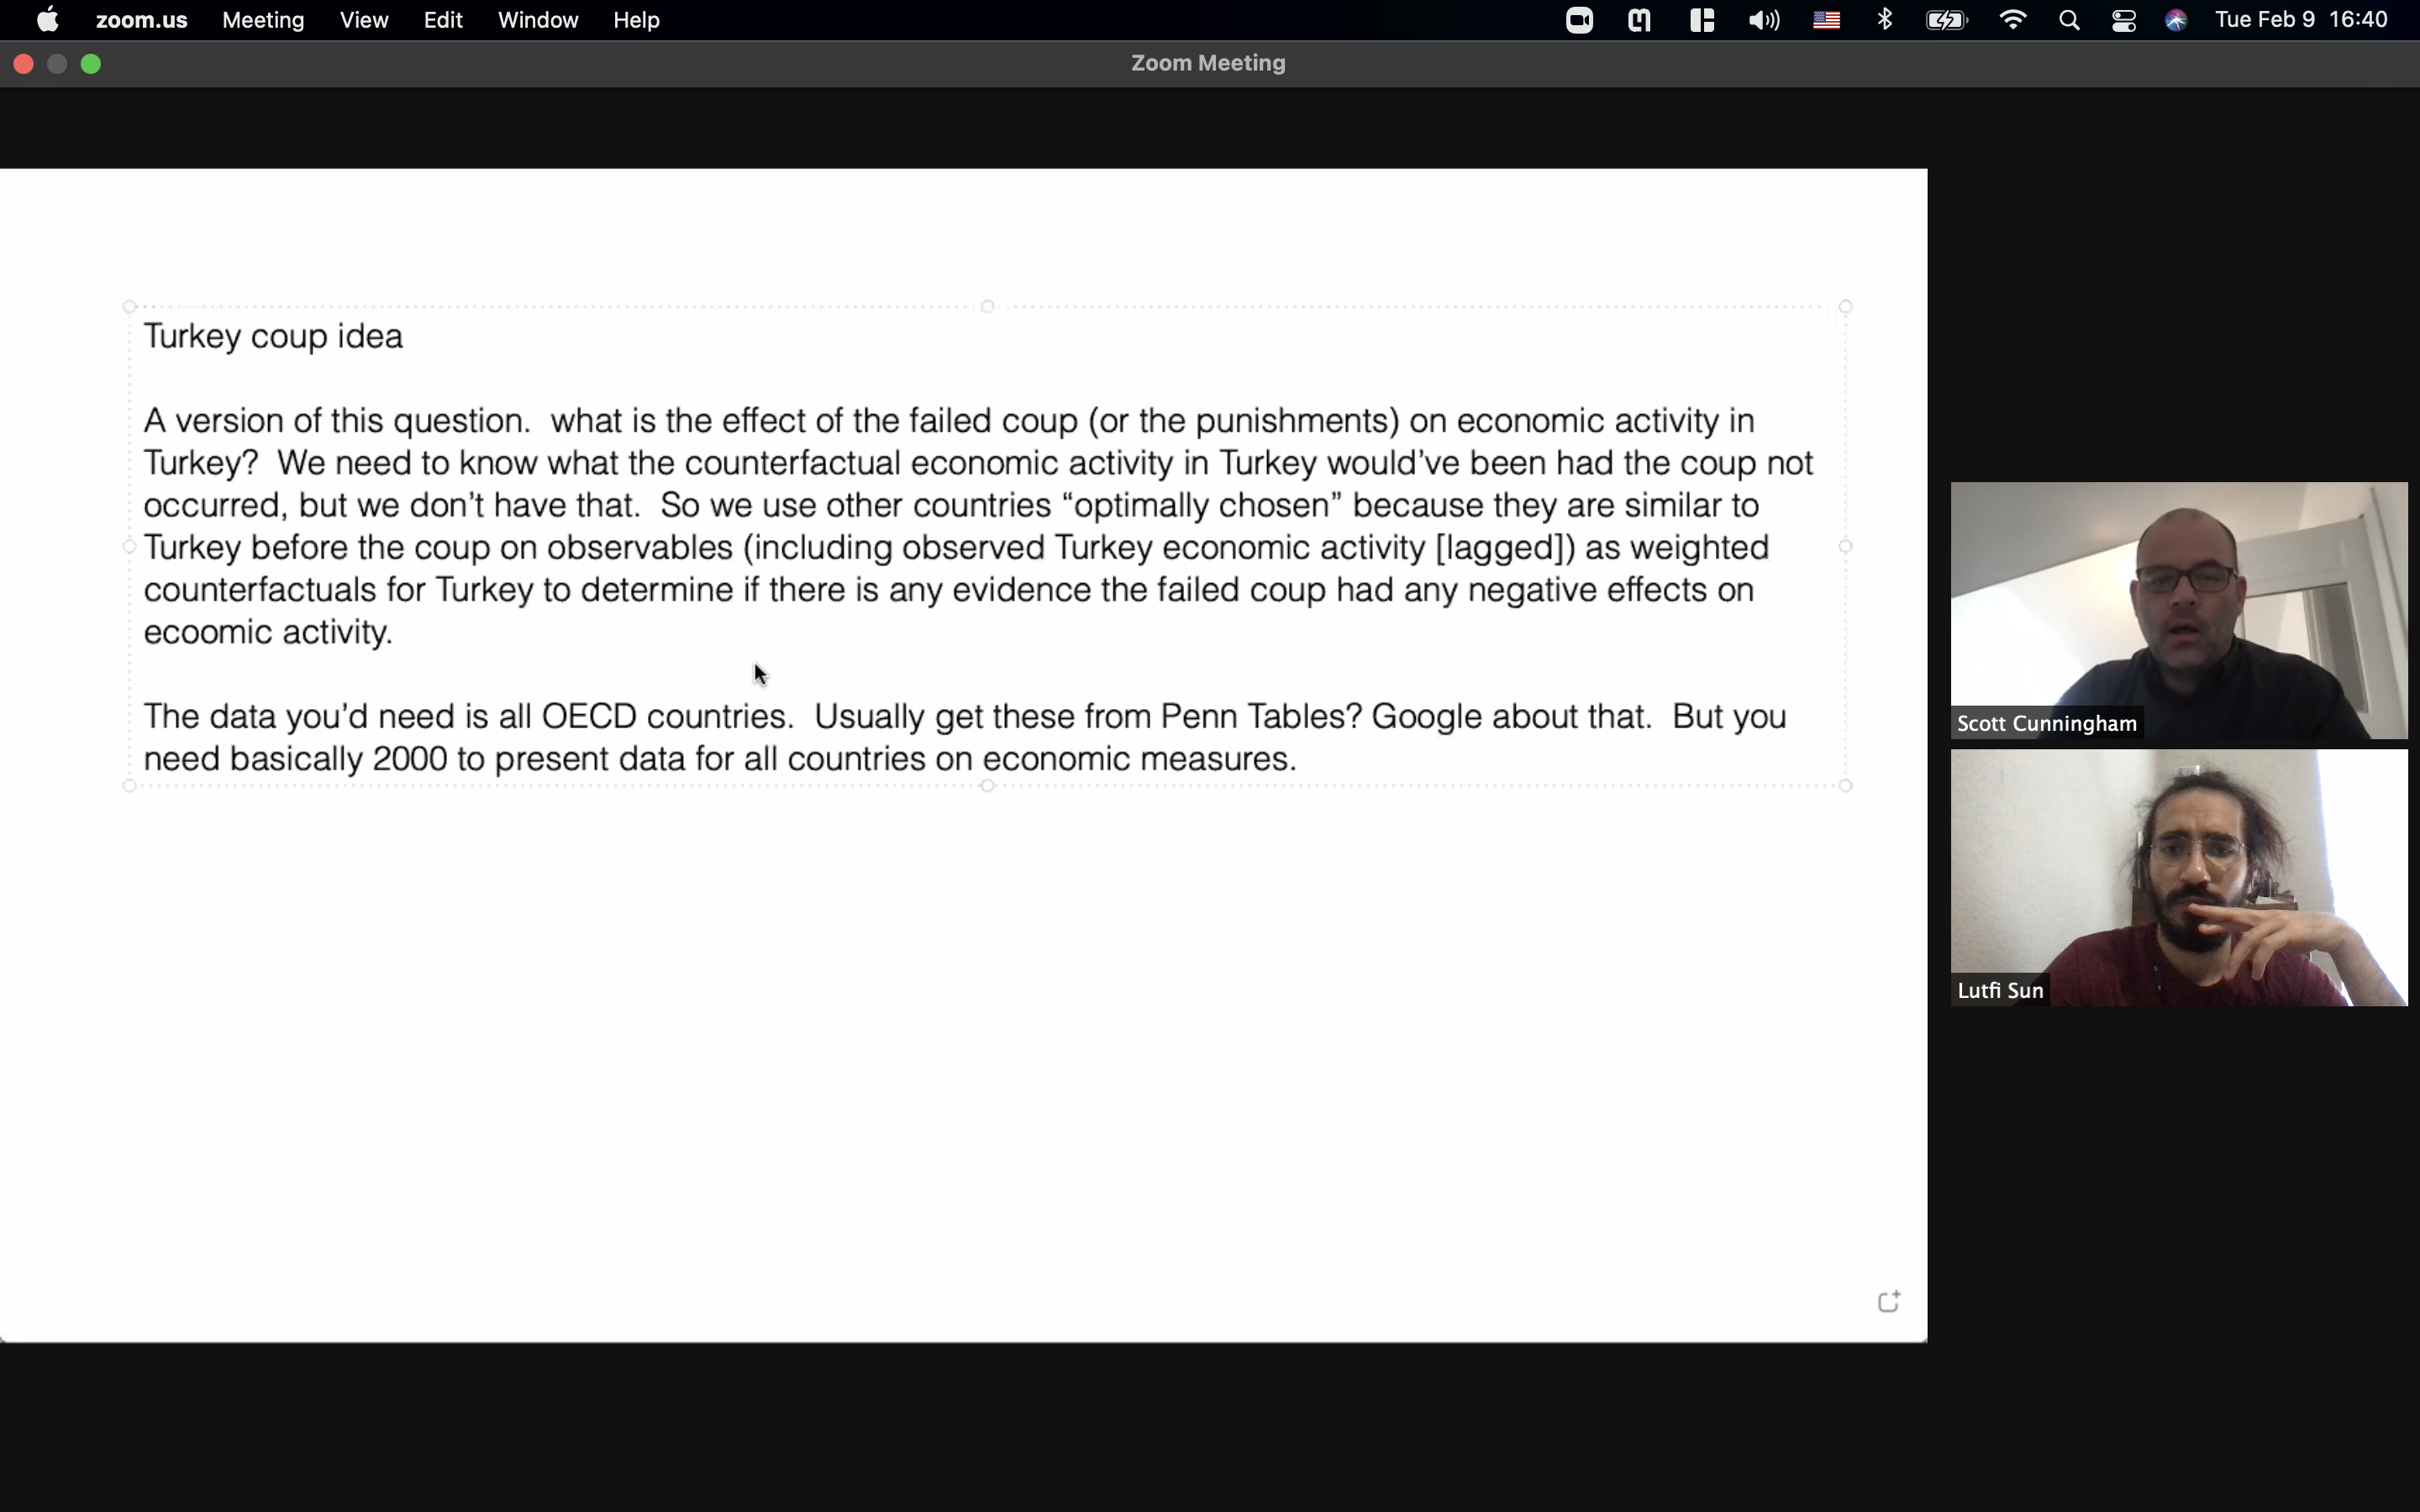 zoom.us Meeting View Edit Window Help Tue Feb 9 16:40
Zoom Meeting
Turkey coup idea
A version of this question.  what is the effect of the failed coup (or the punishments) on economic activity in
Turkey?  We need to know what the counterfactual economic activity in Turkey would’ve been had the coup not
occurred, but we don’t have that.  So we use other countries “optimally chosen” because they are similar to
Turkey before the coup on observables (including observed Turkey economic activity [lagged]) as weighted
counterfactuals for Turkey to determine if there is any evidence the failed coup had any negative effects on
ecoomic activity.
The data you’d need is all OECD countries.  Usually get these from Penn Tables? Google about that.  But you
need basically 2000 to present data for all countries on economic measures.
Scott Cunningham
Lutfi Sun